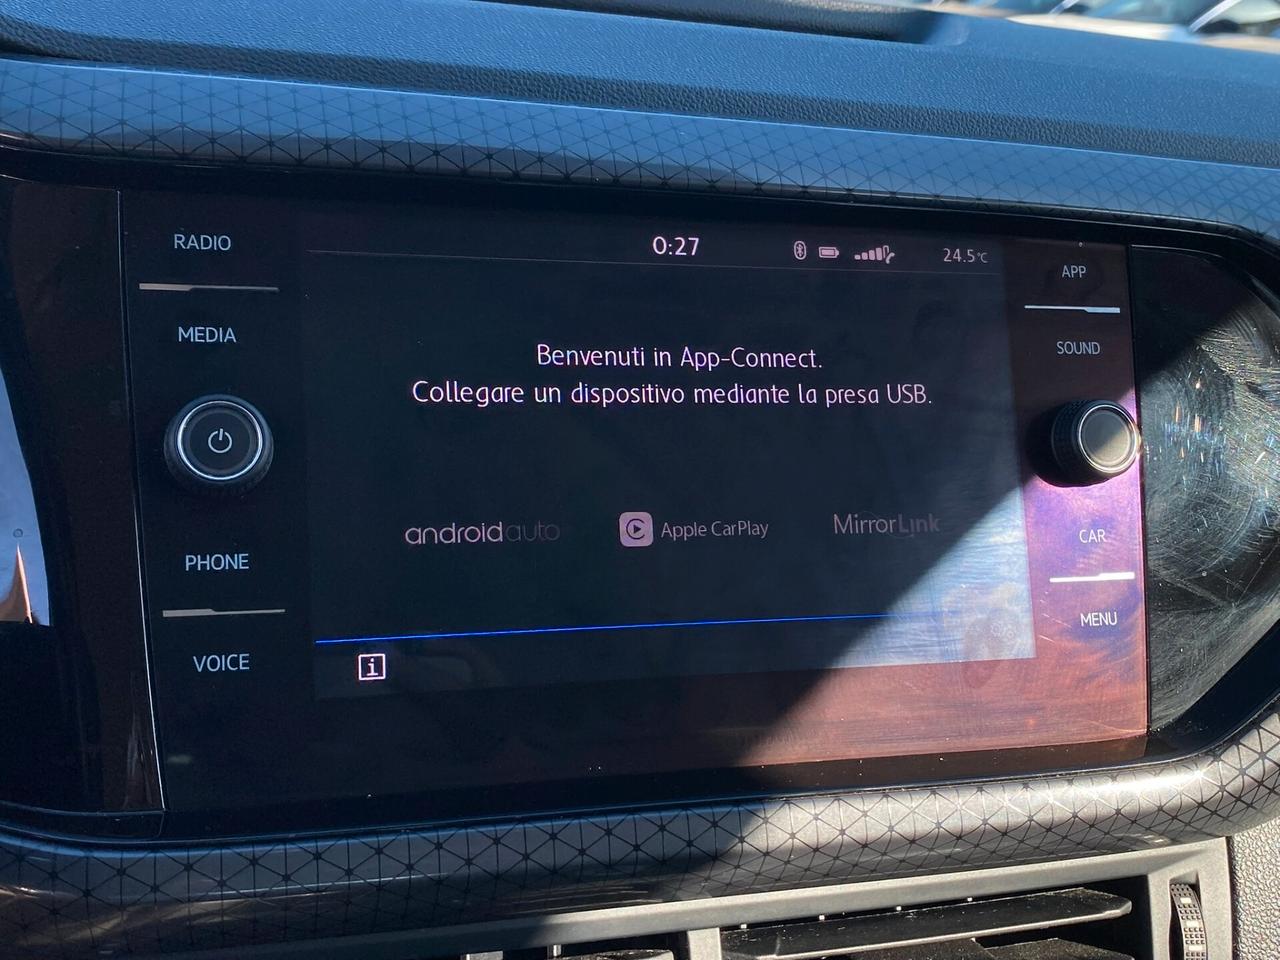 RADIO
MEDIA
PHONE
VOICE
0:27
24.5°C
Benvenuti in App-Connect.
Collegare un dispositivo mediante la presa USB.
androidauto
Apple CarPlay
MirrorLink
i
APP
SOUND
CAR
MENU